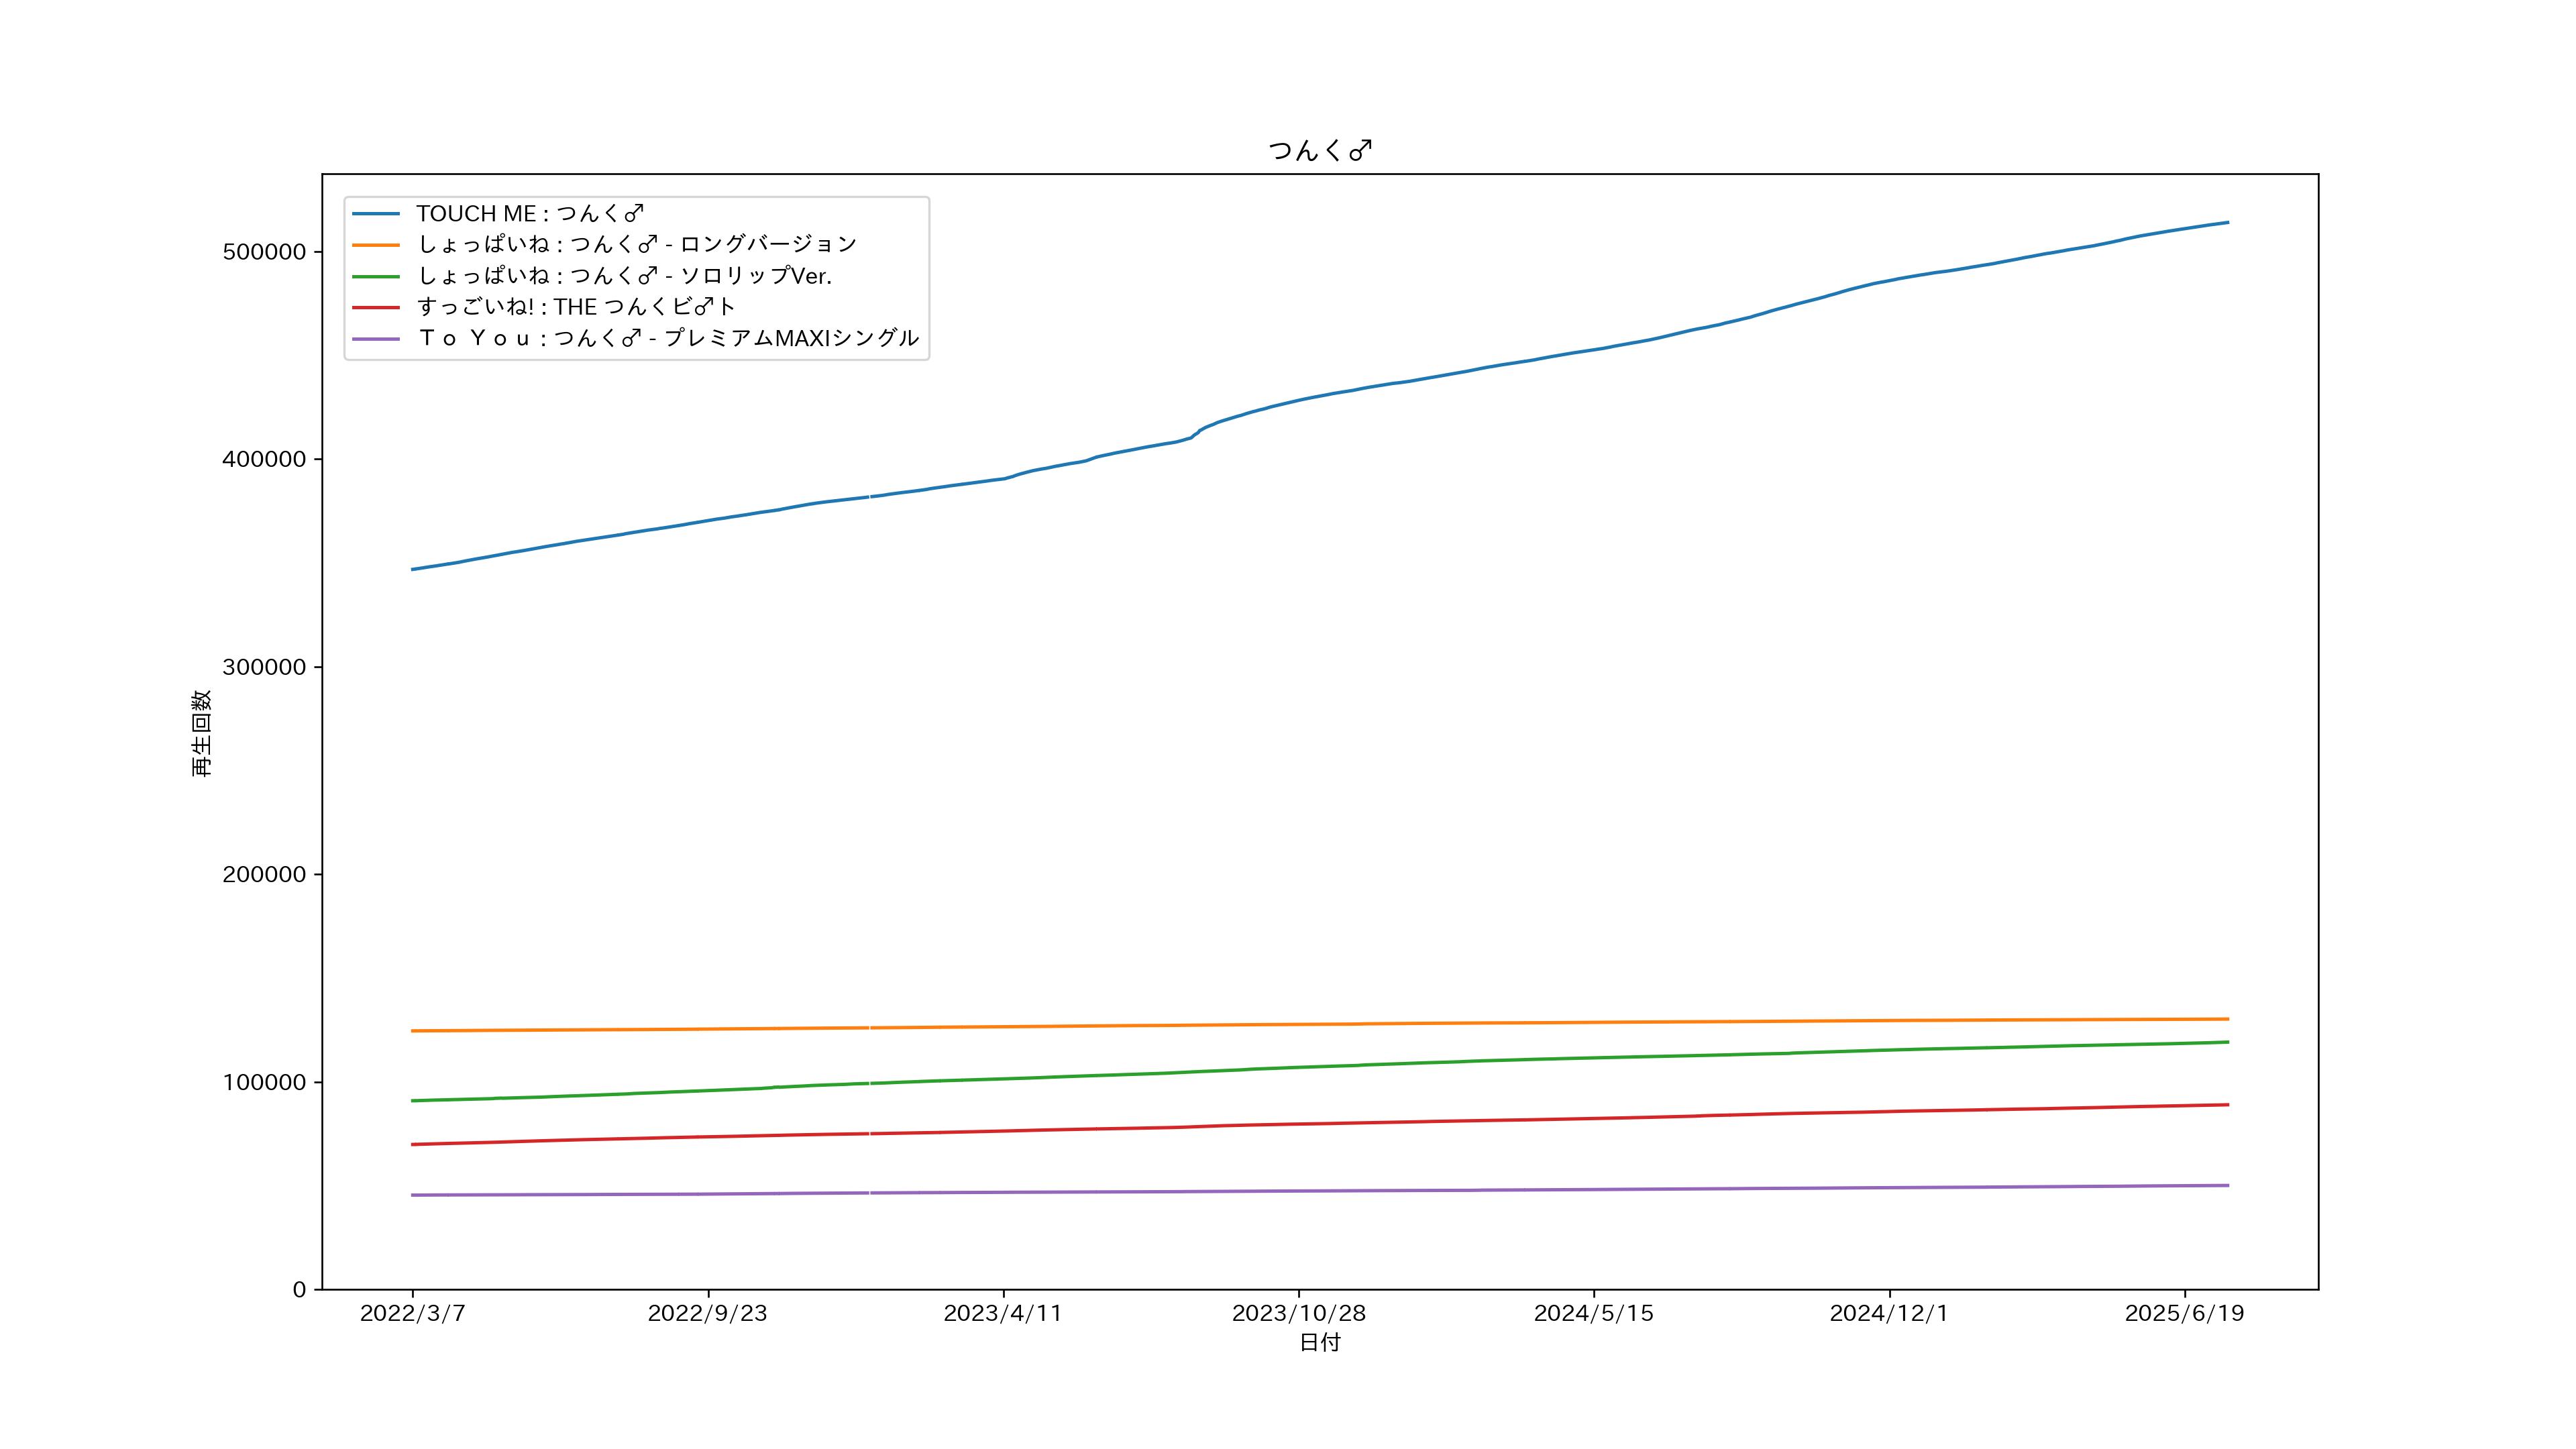 つんく♂
TOUCH ME : つんく♂
しょっぱいね : つんく♂ - ロングバージョン
しょっぱいね : つんく♂ - ソロリップVer.
すっごいね! : THE つんくビ♂ト
Ｔｏ Ｙｏｕ : つんく♂ - プレミアムMAXIシングル
500000
400000
300000
200000
100000
0
再生回数
2022/3/7
2022/9/23
2023/4/11
2023/10/28
2024/5/15
2024/12/1
2025/6/19
日付